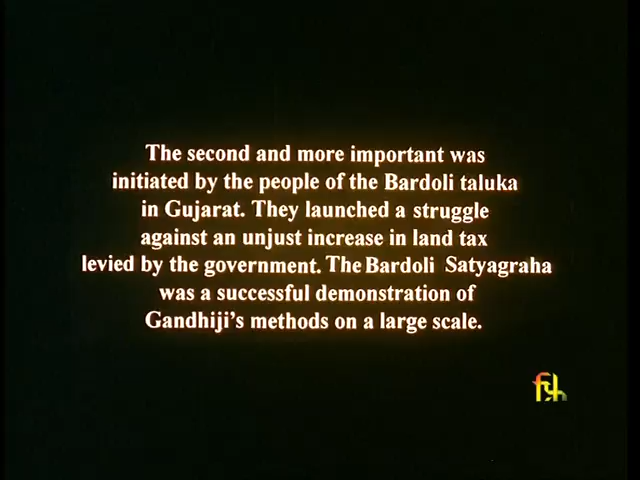 The second and more important was
initiated by the people of the Bardoli taluka
in Gujarat. They launched a struggle
against an unjust increase in land tax
levied by the government. The Bardoli Satyagraha
was a successful demonstration of
Gandhiji's methods on a large scale.